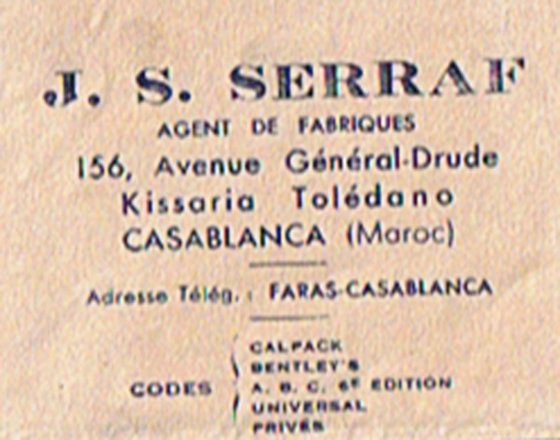 J. S. SERRAF
AGENT DE FABRIQUES
156, Avenue Général-Drude
Kissaria Tolédano
CASABLANCA (Maroc)
Adresse Télég. : FARAS-CASABLANCA
CALPACK
BENTLEY'S
CODES A. B. C. 6e EDITION
UNIVERSAL
PRIVÉS